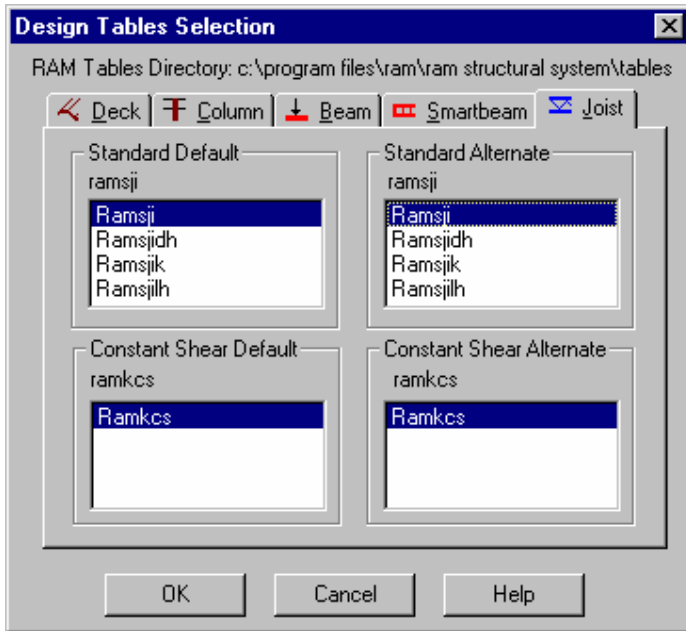 Design Tables Selection
RAM Tables Directory: c:\program files\ram\ram structural system\tables
Deck Column Beam Smartbeam Joist
Standard Default
ramsji
Ramsji
Ramsjidh
Ramsjik
Ramsjilh
Standard Alternate
ramsji
Ramsji
Ramsjidh
Ramsjik
Ramsjilh
Constant Shear Default
ramkcs
Ramkcs
Constant Shear Alternate
ramkcs
Ramkcs
OK Cancel Help